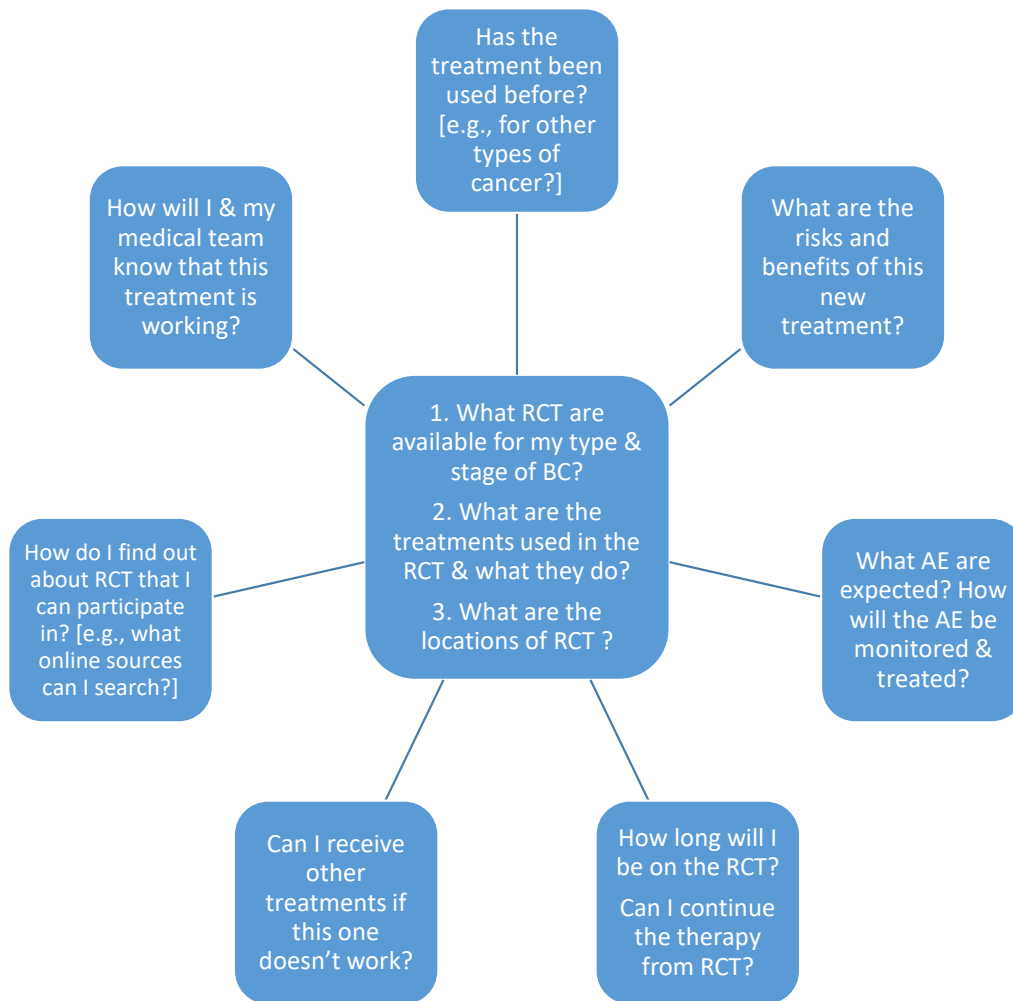 Has the
treatment been
used before?
[e.g., for other
types of
cancer?]
How will I & my
medical team
know that this
treatment is
working?
What are the
risks and
benefits of this
new
treatment?
1. What RCT are
available for my type &
stage of BC?
2. What are the
treatments used in the
RCT & what they do?
3. What are the
locations of RCT ?
How do I find out
about RCT that I
can participate
in? [e.g., what
online sources
can I search?]
What AE are
expected? How
will the AE be
monitored &
treated?
Can I receive
other
treatments if
this one
doesn’t work?
How long will I
be on the RCT?
Can I continue
the therapy
from RCT?